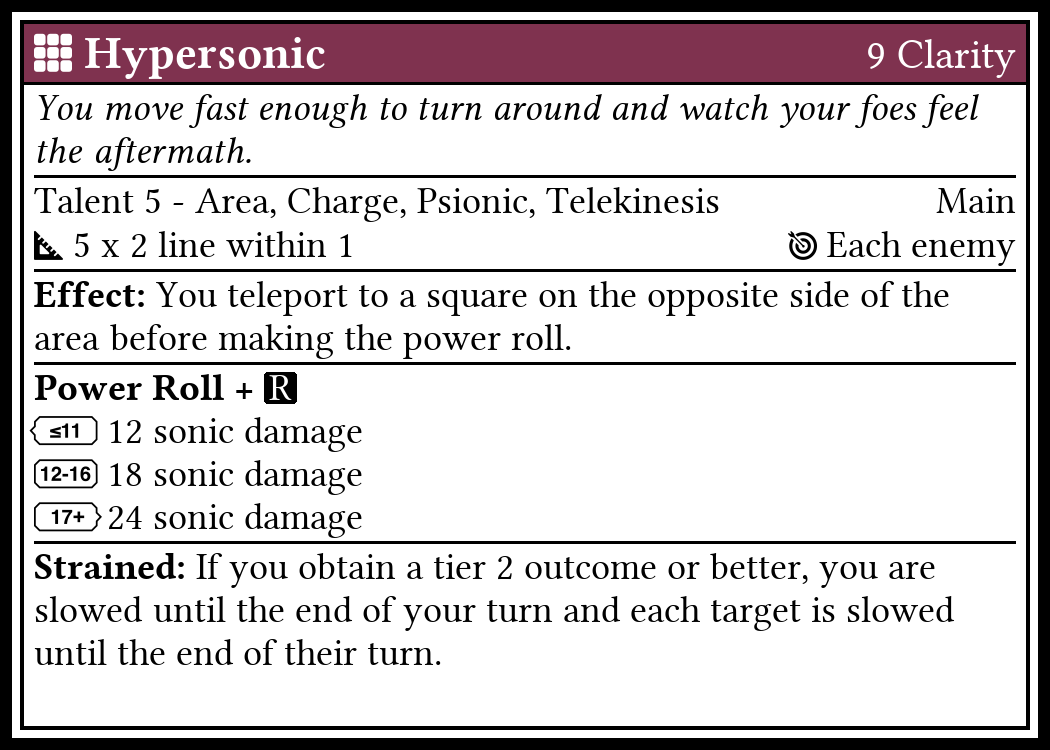 Hypersonic 9 Clarity
You move fast enough to turn around and watch your foes feel
the aftermath.
Talent 5 - Area, Charge, Psionic, Telekinesis Main
5 x 2 line within 1 Each enemy
Effect: You teleport to a square on the opposite side of the
area before making the power roll.
Power Roll + R
≤11 12 sonic damage
12-16 18 sonic damage
17+ 24 sonic damage
Strained: If you obtain a tier 2 outcome or better, you are
slowed until the end of your turn and each target is slowed
until the end of their turn.